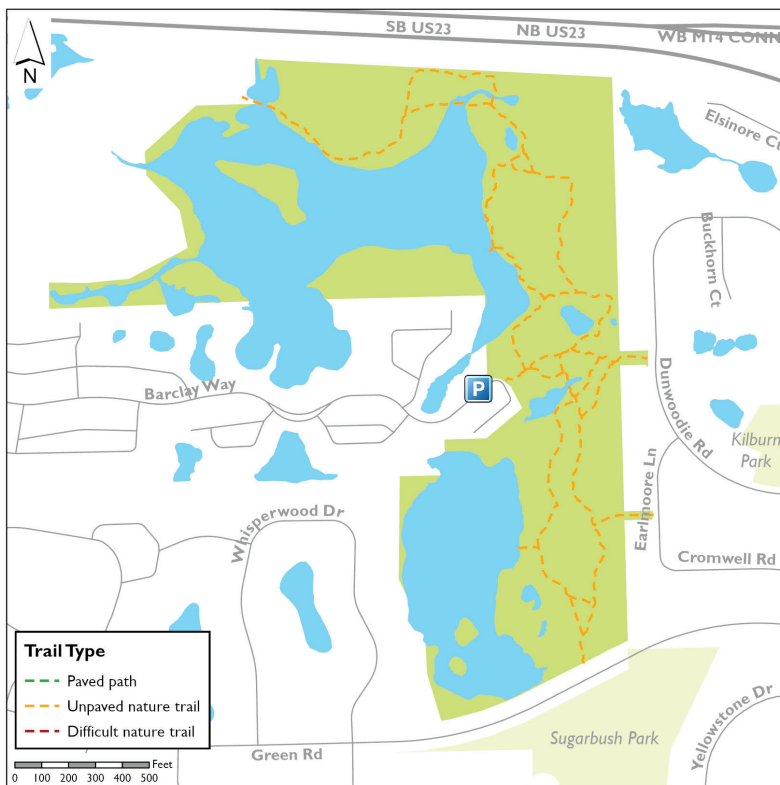 SB US23
NB US23
WB M14 CONN
N
Elsinore Ct
Buckhorn Ct
Barclay Way
P
Dunwoodie Rd
Kilburn
Park
Earlmoore Ln
Whisperwood Dr
Cromwell Rd
Trail Type
Paved path
Unpaved nature trail
Difficult nature trail
Feet
0 100 200 300 400 500
Green Rd
Sugarbush Park
Yellowstone Dr